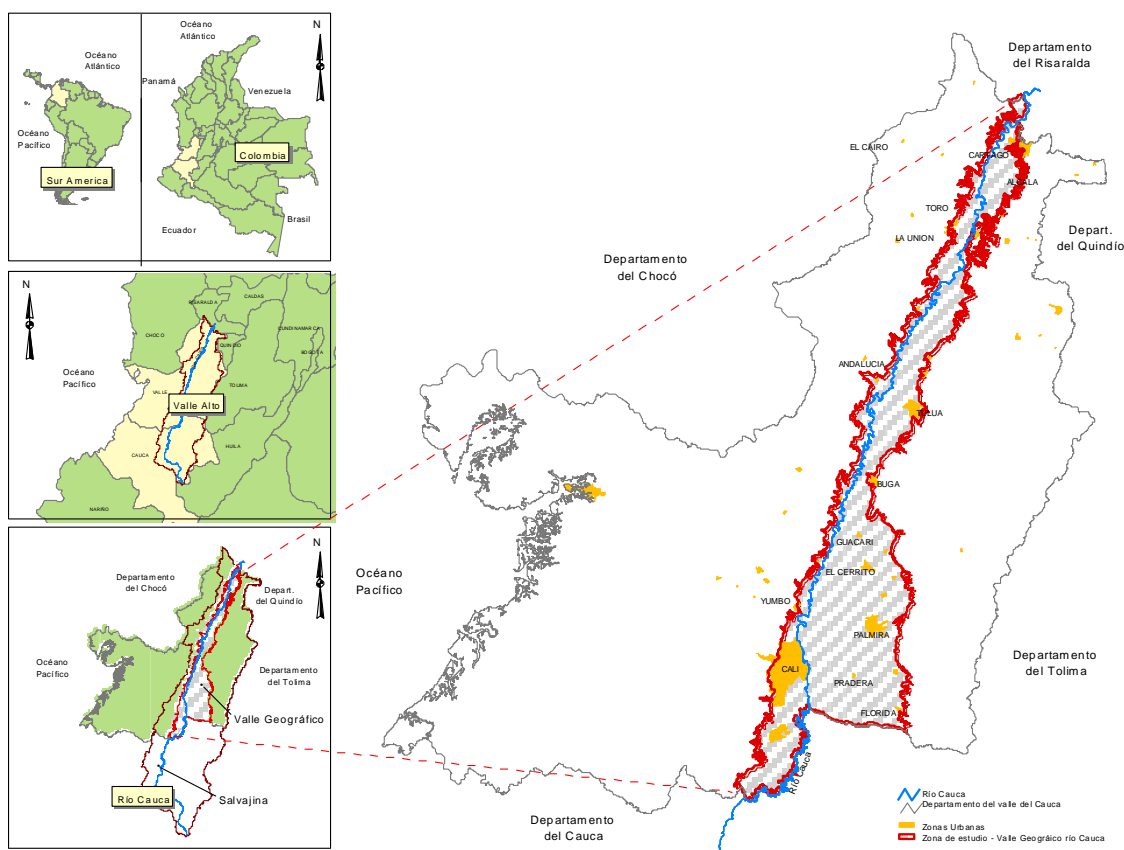 Océano
Atlántico
Océano
Pacífico
Sur America
Océano
Atlántico
N
Panamá
Venezuela
Colombia
Ecuador
Brasil
N
RISARALDA
CALDAS
CHOCO
CUNDINAMARCA
QUINDIO
BOGOTA
Océano
Pacífico
VALLE
TOLIMA
Valle Alto
CAUCA
HUILA
NARIÑO
N
Departamento
del Chocó
Depart.
del Quindío
Océano
Pacífico
Departamento
del Tolima
Valle Geográfico
Río Cauca
Salvajina
Departamento
del Risaralda
EL CAIRO
CARTAGO
ALCALA
TORO
LA UNION
Depart.
del Quindío
Departamento
del Chocó
ANDALUCIA
TULUA
BUGA
GUACARI
EL CERRITO
Océano
Pacífico
YUMBO
PALMIRA
CALI
PRADERA
Departamento
del Tolima
FLORIDA
Río Cauca
Departamento
del Cauca
Río Cauca
Departamento del valle del Cauca
Zonas Urbanas
Zona de estudio - Valle Geográico río Cauca